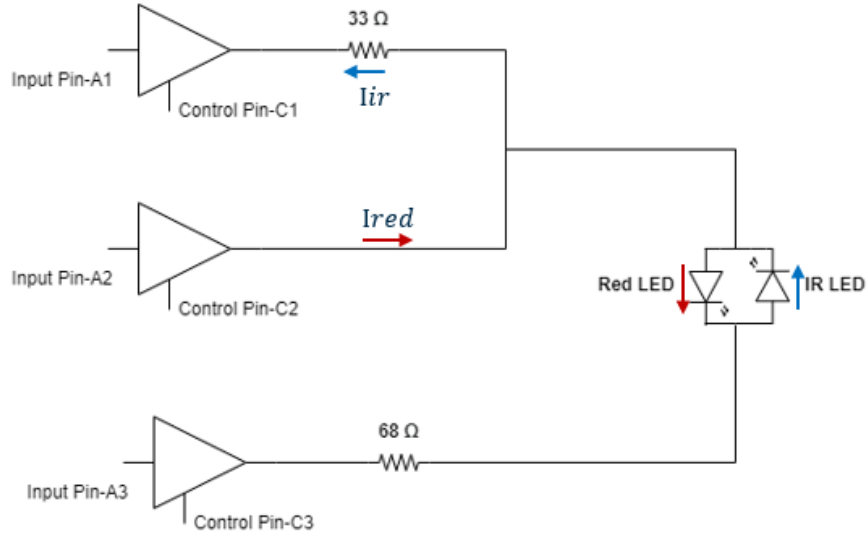 33 Ω
Input Pin-A1
Iir
Control Pin-C1
Ired
Input Pin-A2
Red LED
IR LED
Control Pin-C2
68 Ω
Input Pin-A3
Control Pin-C3